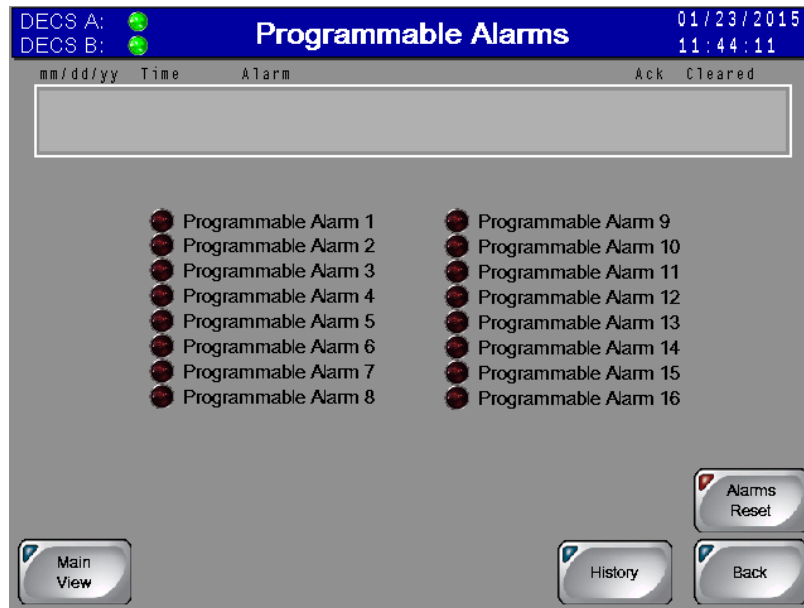 DECS A: Programmable Alarms 01/23/2015
DECS B: 11:44:11
mm/dd/yy Time Alarm Ack Cleared
Programmable Alarm 1 Programmable Alarm 9
Programmable Alarm 2 Programmable Alarm 10
Programmable Alarm 3 Programmable Alarm 11
Programmable Alarm 4 Programmable Alarm 12
Programmable Alarm 5 Programmable Alarm 13
Programmable Alarm 6 Programmable Alarm 14
Programmable Alarm 7 Programmable Alarm 15
Programmable Alarm 8 Programmable Alarm 16
Alarms
Reset
Main
View
History
Back